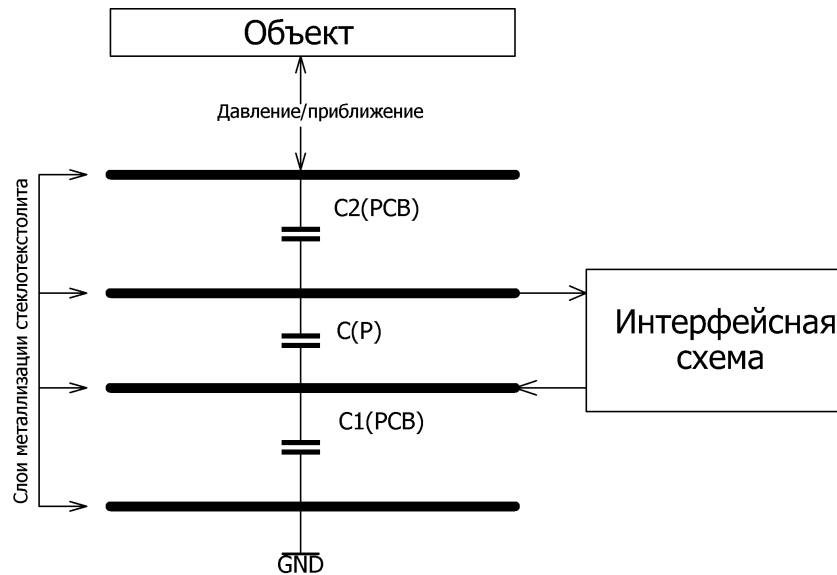 Объект
Давление/приближение
Слои металлизации стеклотекстолита
C2(PCB)
C(P)
Интерфейсная
схема
C1(PCB)
GND